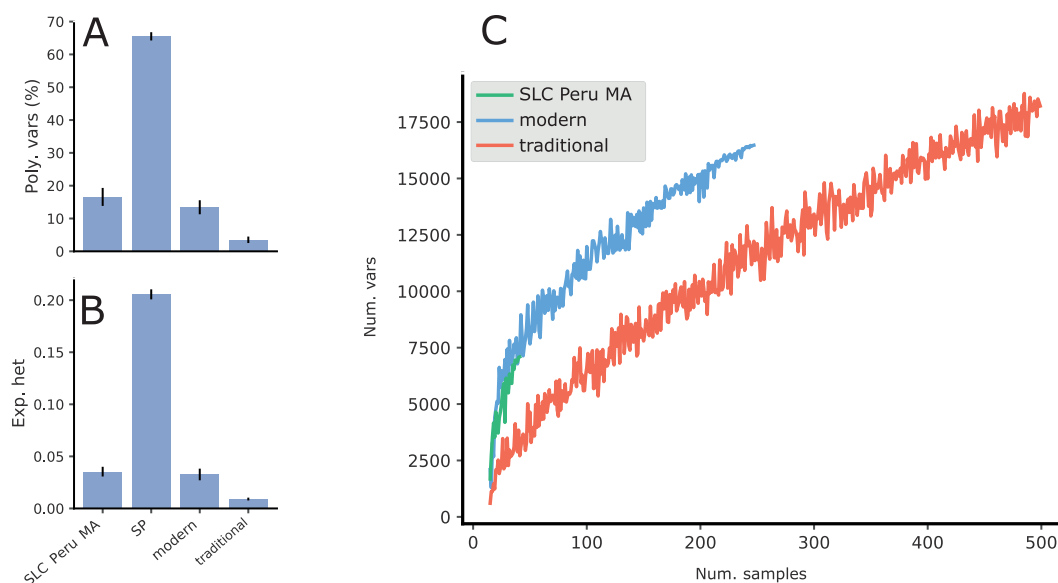 A
Poly. vars (%)
70
60
50
40
30
20
10
0
B
Exp. het
0.20
0.15
0.10
0.05
0.00
SLC Peru MA
SP
modern
traditional
C
SLC Peru MA
modern
traditional
Num. vars
17500
15000
12500
10000
7500
5000
2500
0
0
100
200
300
400
500
Num. samples